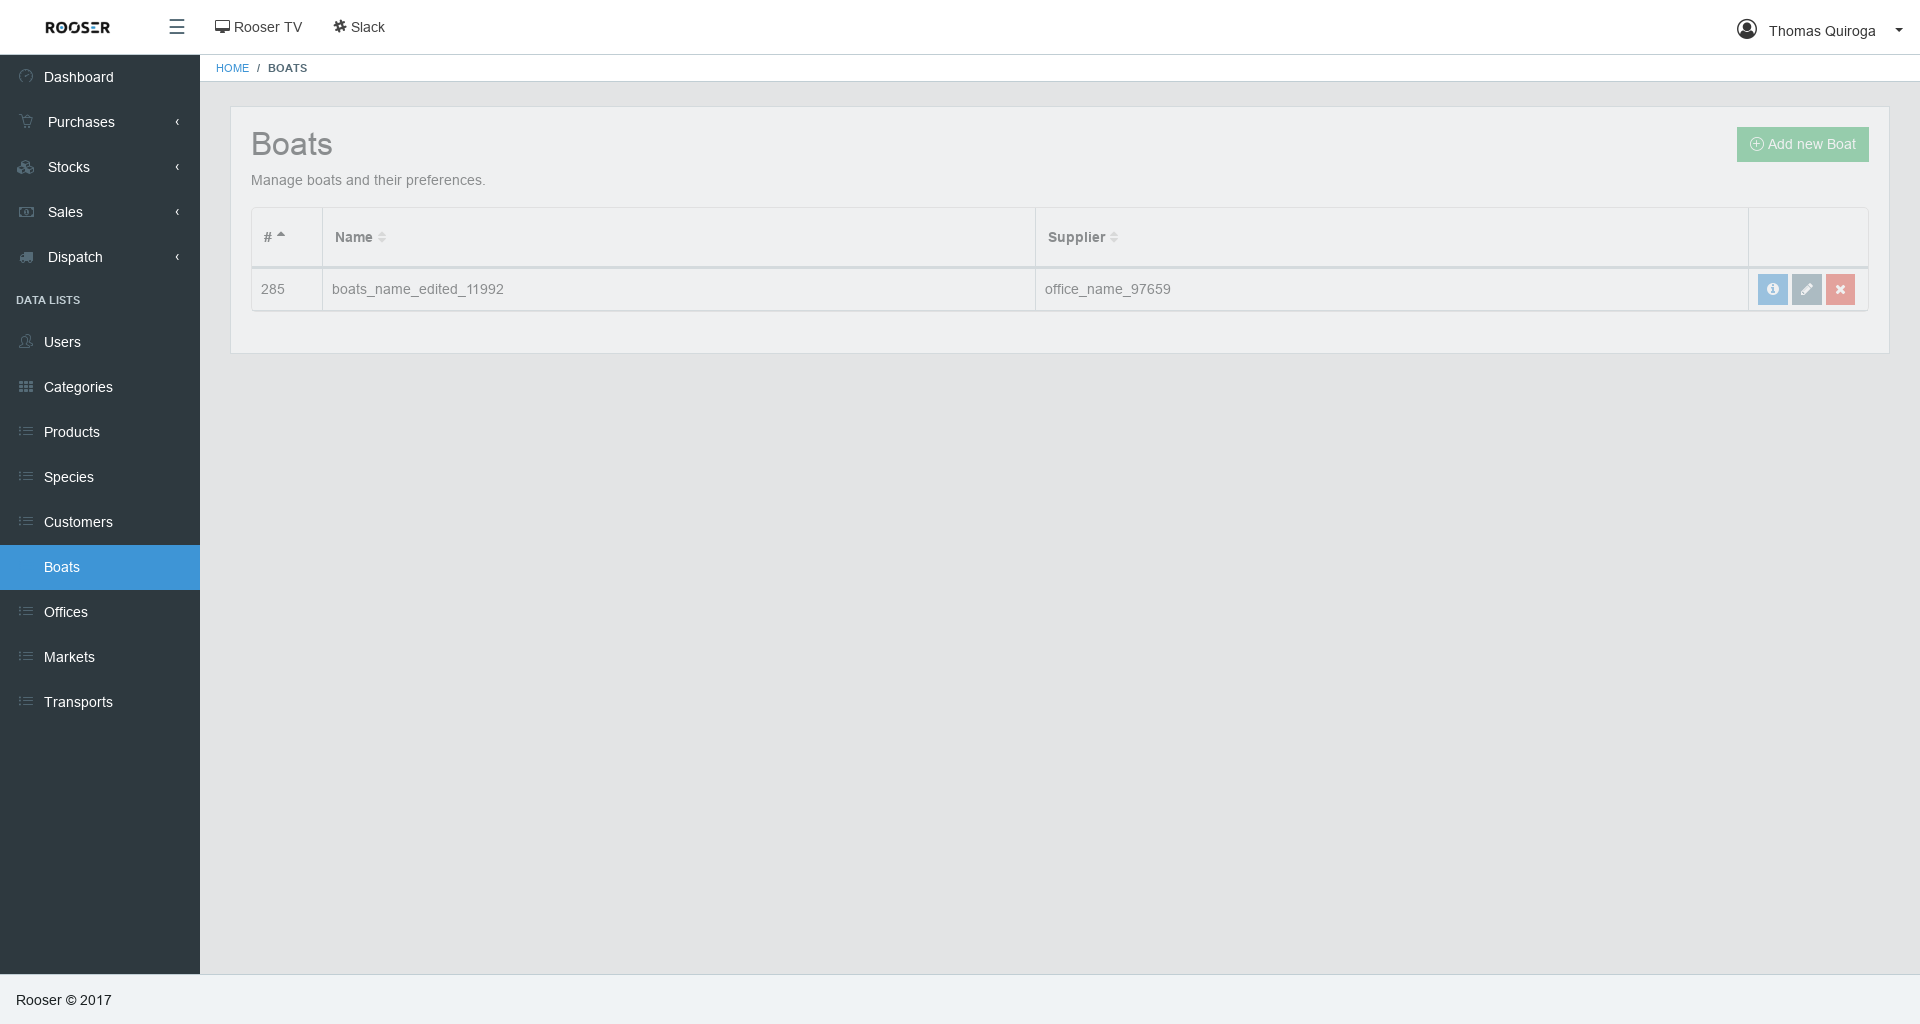 ROOSER
Rooser TV
Slack
Thomas Quiroga
HOME / BOATS
Dashboard
Purchases
Stocks
Sales
Dispatch
DATA LISTS
Users
Categories
Products
Species
Customers
Boats
Offices
Markets
Transports
Boats
Add new Boat
Manage boats and their preferences.
# Name Supplier
285 boats_name_edited_11992 office_name_97659
Rooser © 2017